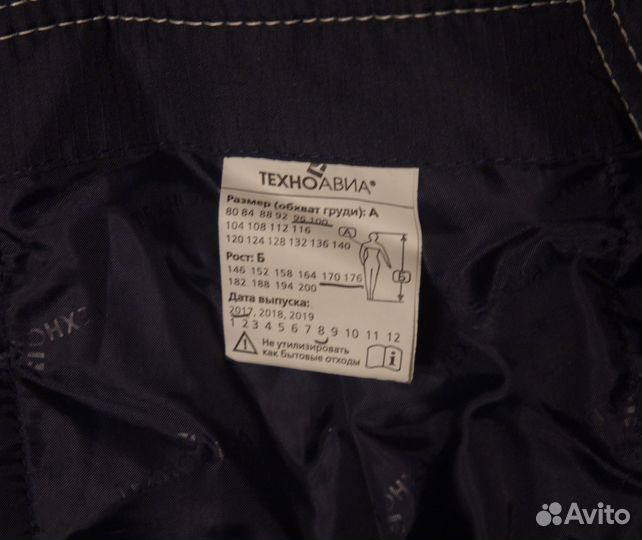 ТЕХНОАВИА®
Размер (обхват груди): А
80 84 88 92 96 100
104 108 112 116
120 124 128 132 136 140
А
Рост: Б
146 152 158 164 170 176
182 188 194 200
Б
Дата выпуска:
2017, 2018, 2019
1 2 3 4 5 6 7 8 9 10 11 12
Не утилизировать
как бытовые отходы
Avito